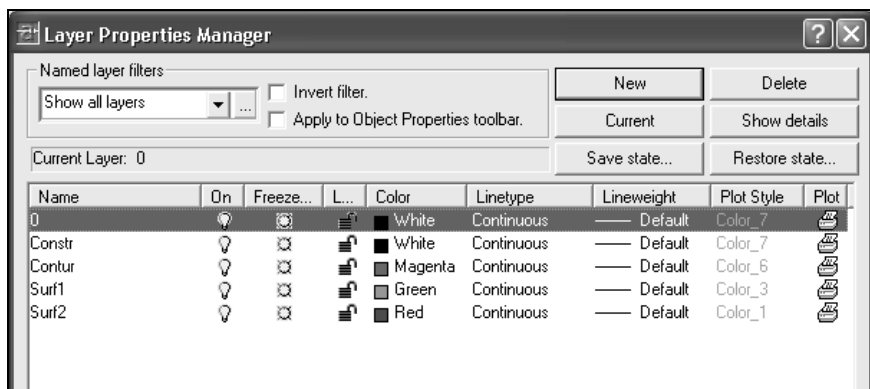 Layer Properties Manager
Named layer filters
Show all layers
...
Invert filter.
Apply to Object Properties toolbar.
New
Delete
Current
Show details
Current Layer: 0
Save state...
Restore state...
Name On Freeze... L... Color Linetype Lineweight Plot Style Plot
0 White Continuous Default Color_7
Constr White Continuous Default Color_7
Contur Magenta Continuous Default Color_6
Surf1 Green Continuous Default Color_3
Surf2 Red Continuous Default Color_1